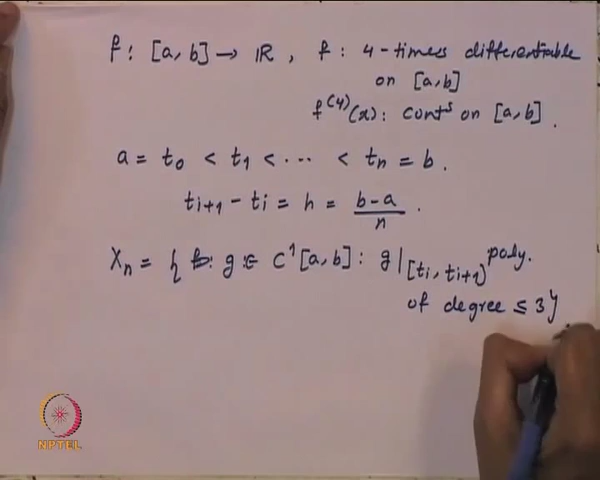 f : [a, b] → IR, f : 4-times differentiable
on [a, b]
f⁽⁴⁾(x) : contˢ on [a, b].
a = t₀ < t₁ < ··· < tₙ = b.
tᵢ₊₁ - tᵢ = h = (b-a)/n.
Xₙ = { g ∈ C¹[a, b] : g|[tᵢ, tᵢ₊₁] poly.
of degree ≤ 3}
NPTEL